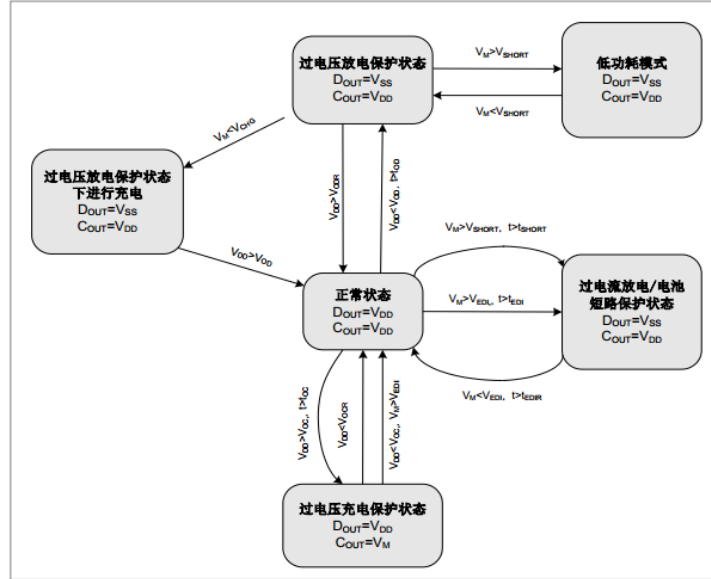 过电压放电保护状态
DOUT=VSS
COUT=VDD
VM>VSHORT
VM<VSHORT
低功耗模式
DOUT=VSS
COUT=VDD
VM<VCHG
过电压放电保护状态
下进行充电
DOUT=VSS
COUT=VDD
VDD>VODR
VDD<VOD, t>tOD
VDD>VOD
VM>VSHORT, t>tSHORT
正常状态
DOUT=VDD
COUT=VDD
VM>VEDI, t>tEDI
过电流放电/电池
短路保护状态
DOUT=VSS
COUT=VDD
VM<VEDI, t>tEDIR
VDD>VOC, t>tOC
VDD<VOCR
VDD<VOC, VM>VEDI
过电压充电保护状态
DOUT=VDD
COUT=VM